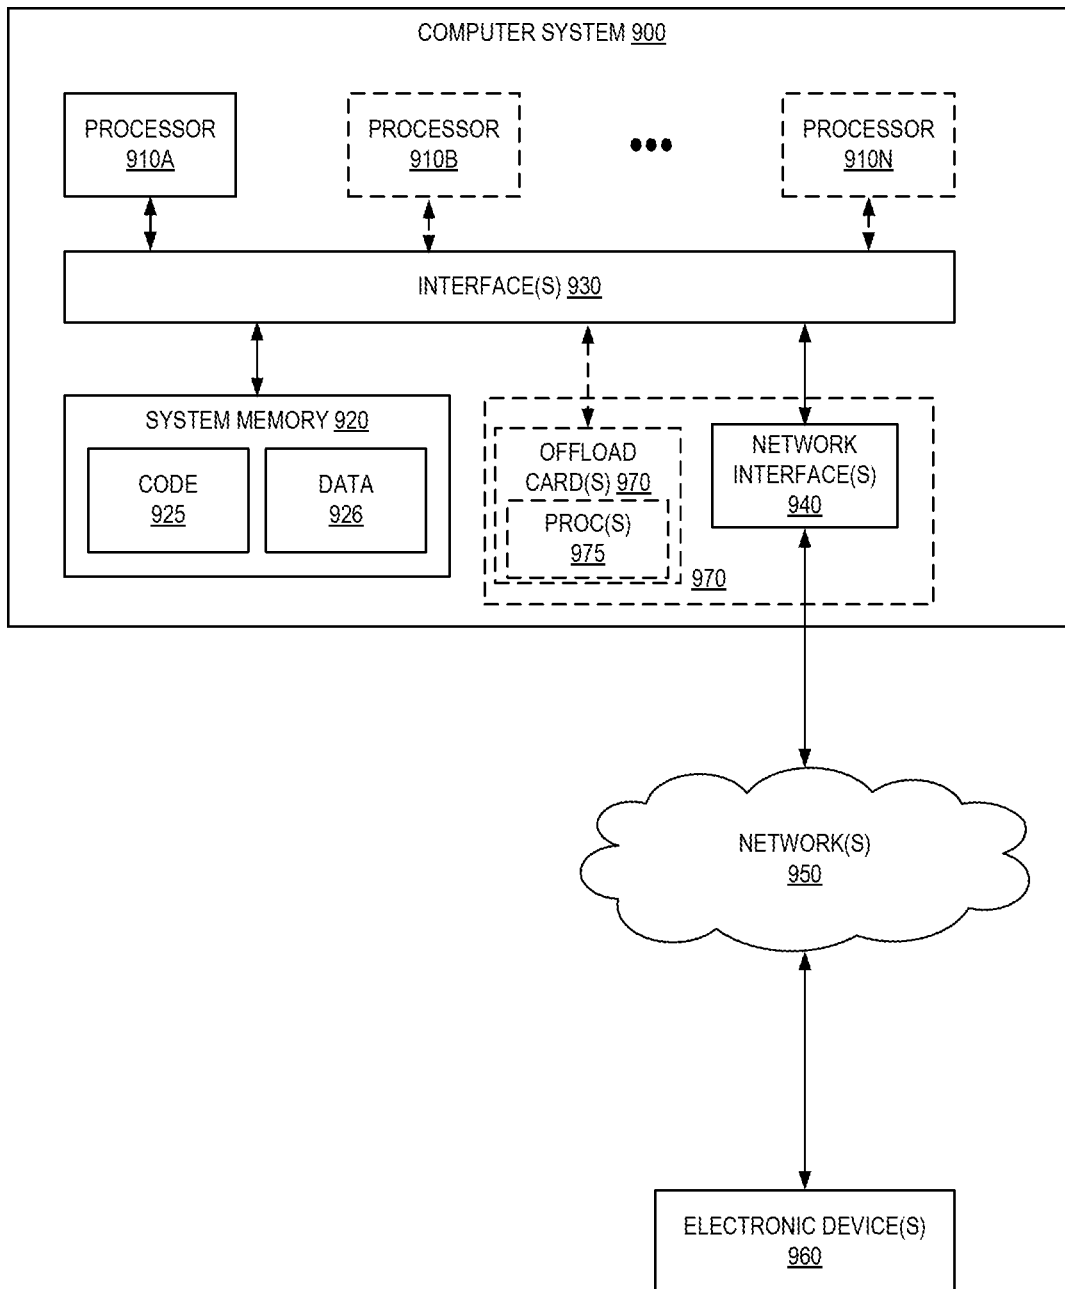 COMPUTER SYSTEM 900
PROCESSOR
910A
PROCESSOR
910B
PROCESSOR
910N
INTERFACE(S) 930
SYSTEM MEMORY 920
CODE
925
DATA
926
OFFLOAD
CARD(S) 970
PROC(S)
975
970
NETWORK
INTERFACE(S)
940
NETWORK(S)
950
ELECTRONIC DEVICE(S)
960